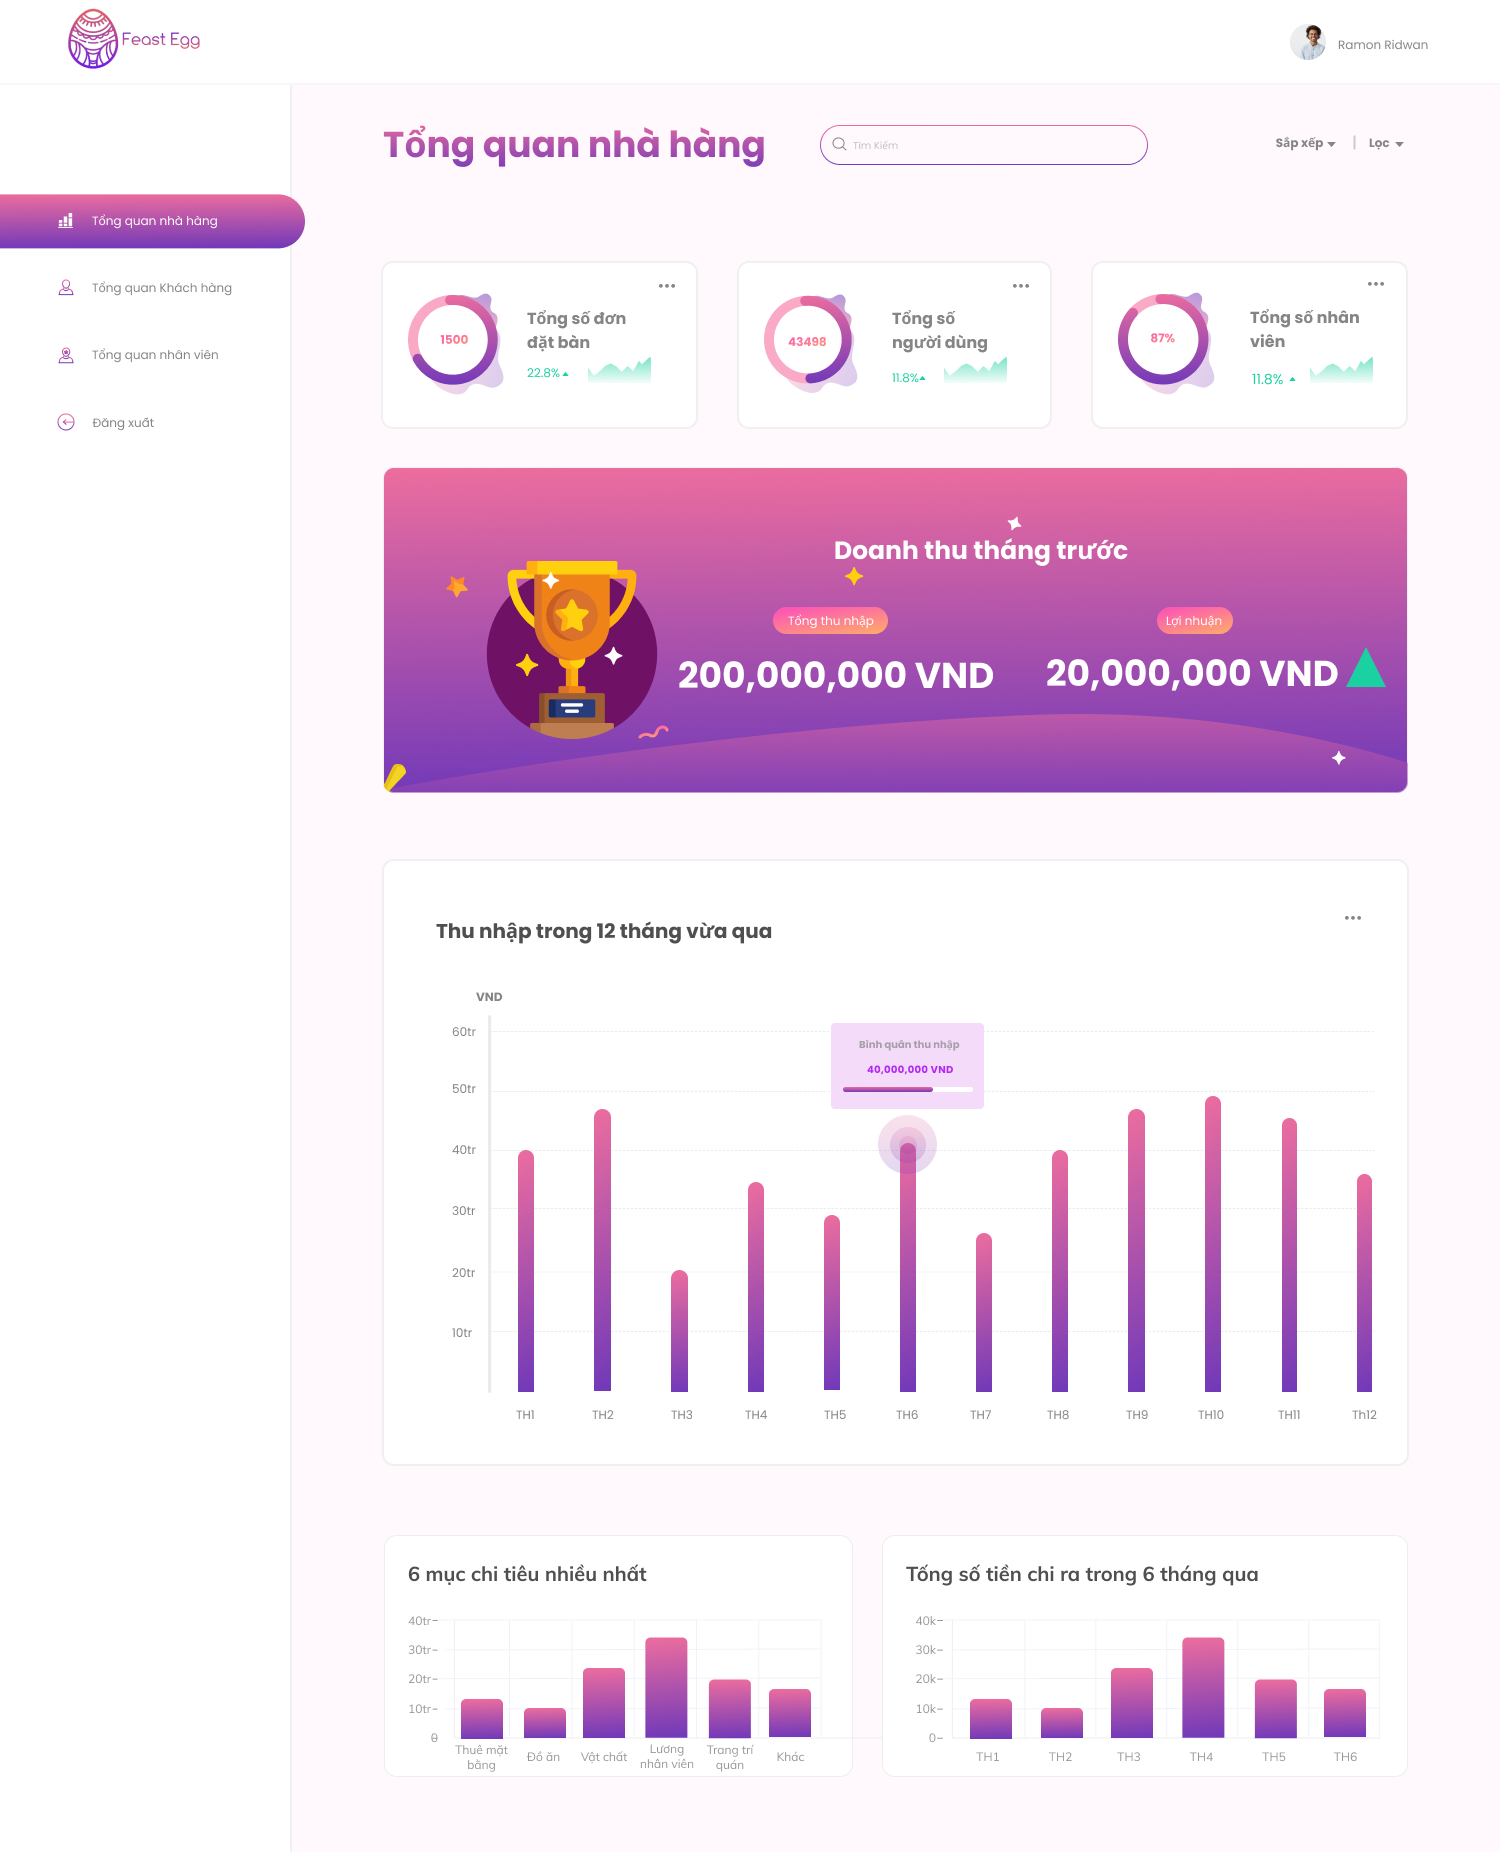 Feast Egg
Ramon Ridwan
Tổng quan nhà hàng
Tìm Kiếm
Sắp xếp
Lọc
Tổng quan nhà hàng
Tổng quan Khách hàng
Tổng quan nhân viên
Đăng xuất
1500
Tổng số đơn
đặt bàn
22.8%
43498
Tổng số
người dùng
11.8%
87%
Tổng số nhân
viên
11.8%
Doanh thu tháng trước
Tổng thu nhập
Lợi nhuận
200,000,000 VND
20,000,000 VND
Thu nhập trong 12 tháng vừa qua
VND
60tr
50tr
40tr
30tr
20tr
10tr
Bình quân thu nhập
40,000,000 VND
TH1
TH2
TH3
TH4
TH5
TH6
TH7
TH8
TH9
TH10
TH11
Th12
6 mục chi tiêu nhiều nhất
40tr
30tr
20tr
10tr
0
Thuê mặt
bằng
Đồ ăn
Vật chất
Lương
nhân viên
Trang trí
quán
Khác
Tổng số tiền chi ra trong 6 tháng qua
40k
30k
20k
10k
0
TH1
TH2
TH3
TH4
TH5
TH6